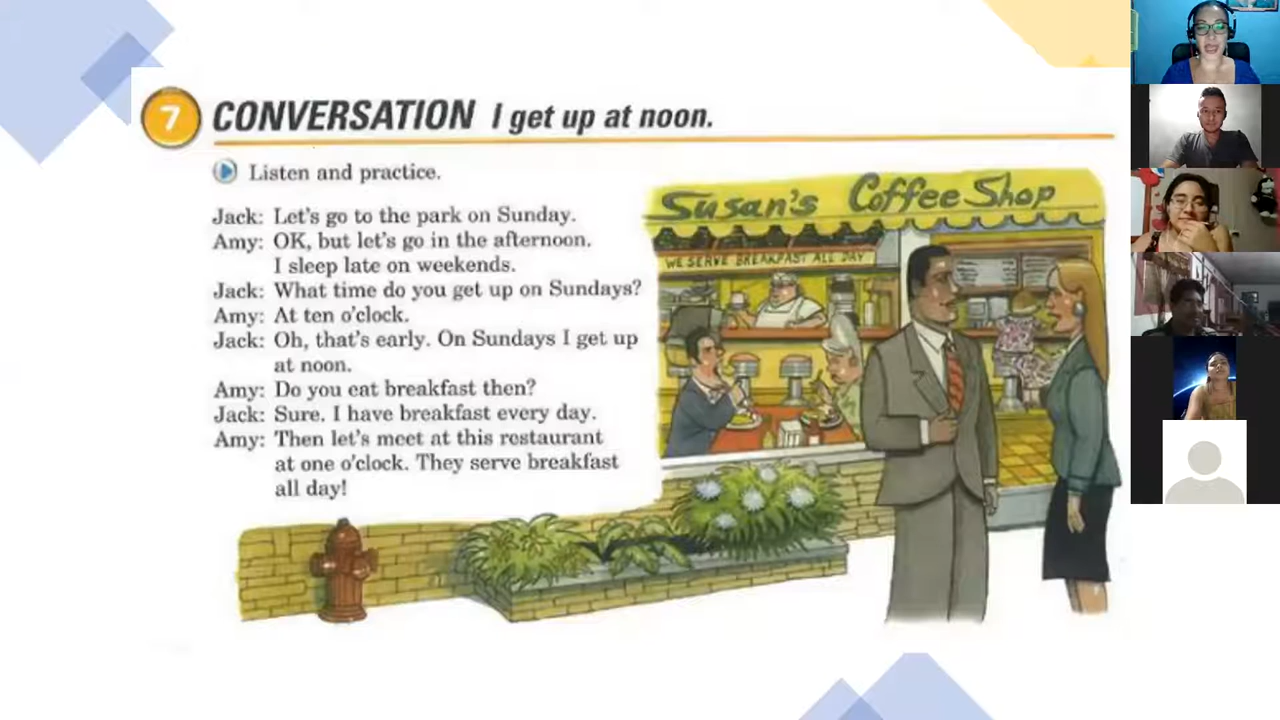 7 CONVERSATION I get up at noon.
Listen and practice.
Jack: Let's go to the park on Sunday.
Amy: OK, but let's go in the afternoon.
I sleep late on weekends.
Jack: What time do you get up on Sundays?
Amy: At ten o'clock.
Jack: Oh, that's early. On Sundays I get up
at noon.
Amy: Do you eat breakfast then?
Jack: Sure. I have breakfast every day.
Amy: Then let's meet at this restaurant
at one o'clock. They serve breakfast
all day!
Susan's Coffee Shop
WE SERVE BREAKFAST ALL DAY